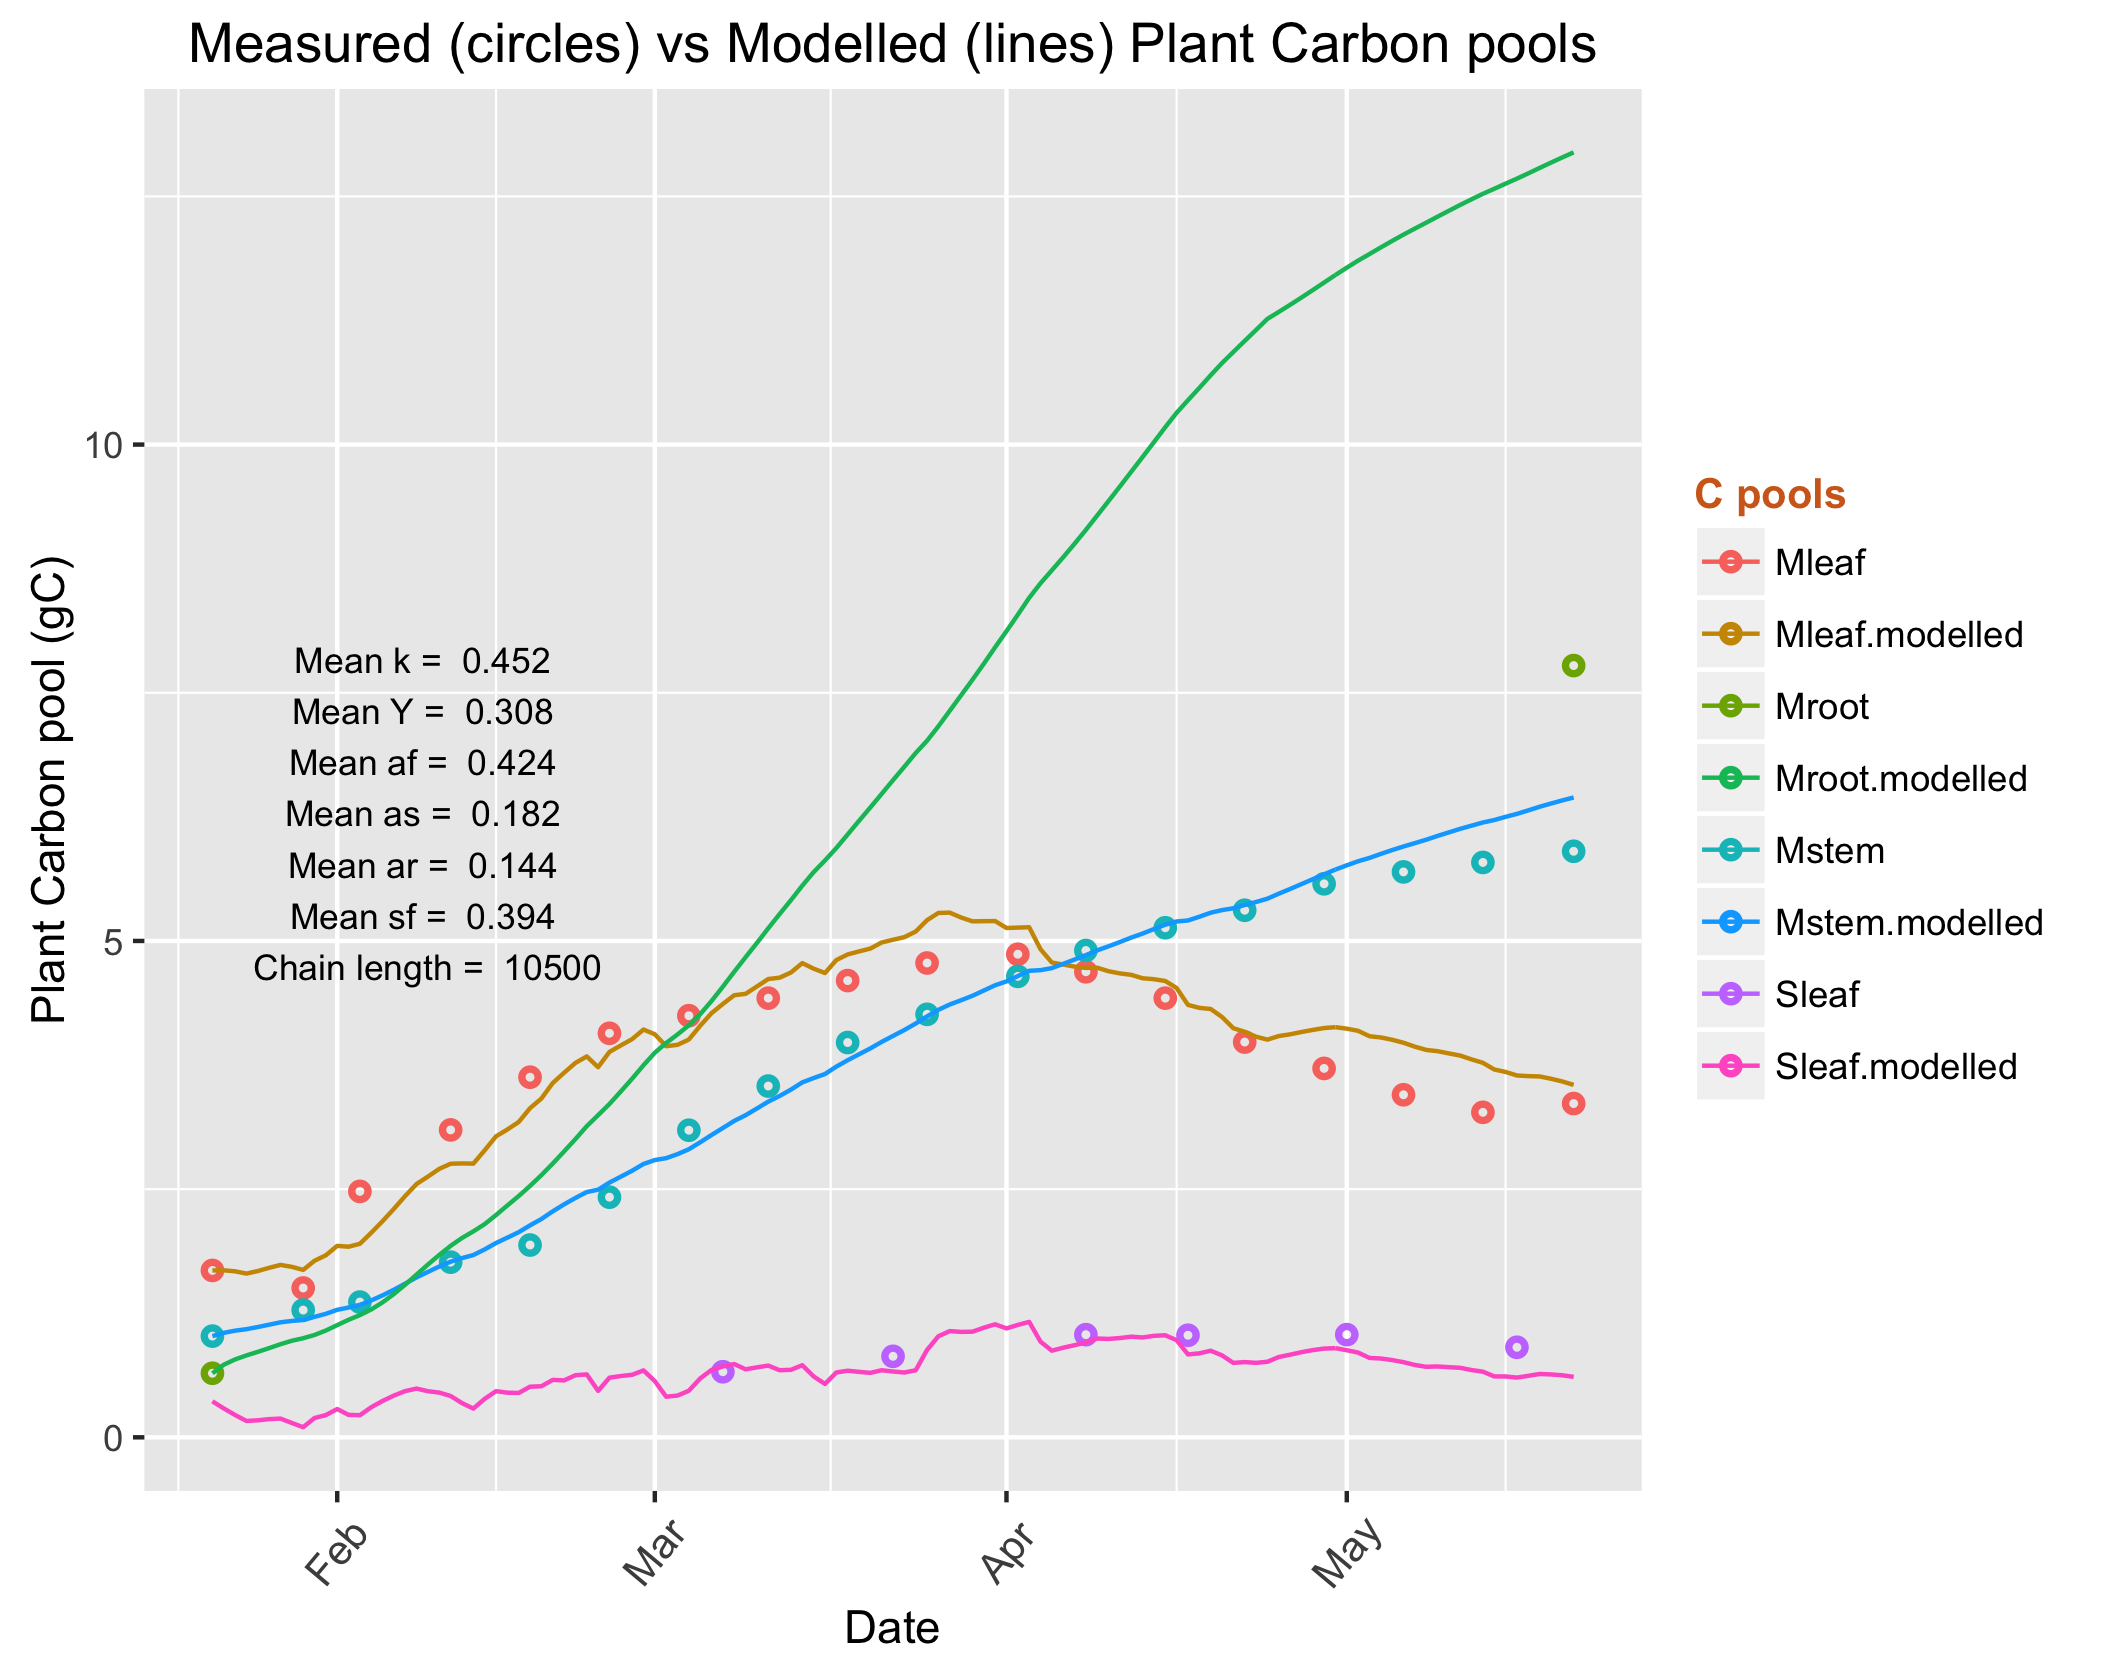 Measured (circles) vs Modelled (lines) Plant Carbon pools
Plant Carbon pool (gC)
10
5
0
Mean k = 0.452
Mean Y = 0.308
Mean af = 0.424
Mean as = 0.182
Mean ar = 0.144
Mean sf = 0.394
Chain length = 10500
Feb
Mar
Apr
May
Date
C pools
Mleaf
Mleaf.modelled
Mroot
Mroot.modelled
Mstem
Mstem.modelled
Sleaf
Sleaf.modelled